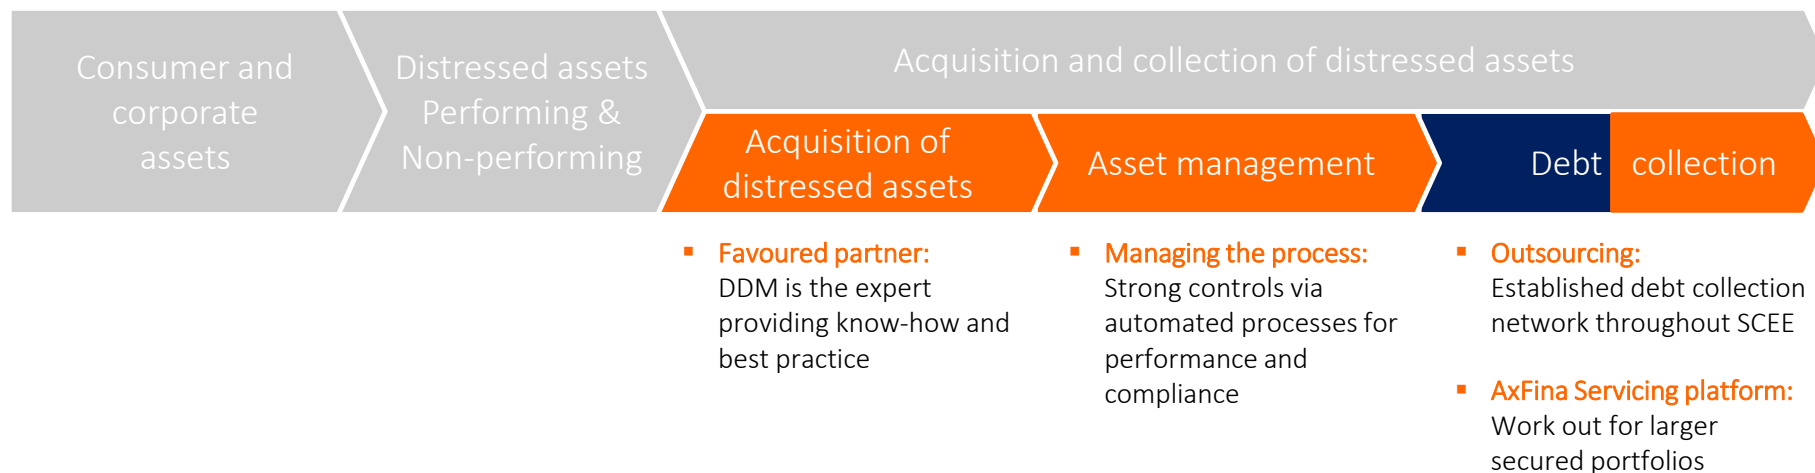 Consumer and
corporate
assets
Distressed assets
Performing &
Non-performing
Acquisition and collection of distressed assets
Acquisition of
distressed assets
Asset management
Debt collection
▪ Favoured partner:
DDM is the expert
providing know-how and
best practice
▪ Managing the process:
Strong controls via
automated processes for
performance and
compliance
▪ Outsourcing:
Established debt collection
network throughout SCEE
▪ AxFina Servicing platform:
Work out for larger
secured portfolios